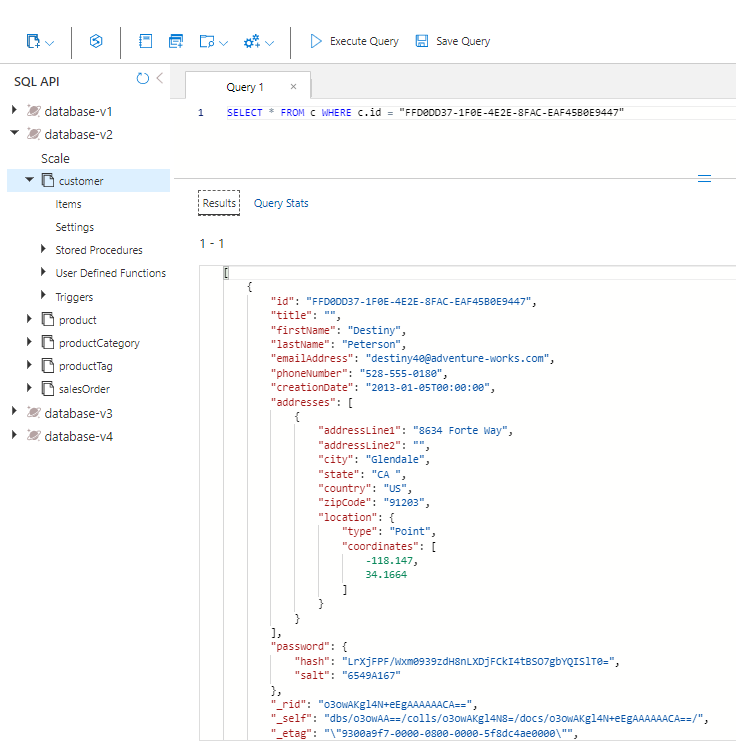 Execute Query
Save Query
SQL API
database-v1
database-v2
Scale
customer
Items
Settings
Stored Procedures
User Defined Functions
Triggers
product
productCategory
productTag
salesOrder
database-v3
database-v4
Query 1 ×
1 SELECT * FROM c WHERE c.id = "FFD0DD37-1F0E-4E2E-8FAC-EAF45B0E9447"
Results Query Stats
1 - 1
[
{
"id": "FFD0DD37-1F0E-4E2E-8FAC-EAF45B0E9447",
"title": "",
"firstName": "Destiny",
"lastName": "Peterson",
"emailAddress": "destiny40@adventure-works.com",
"phoneNumber": "528-555-0180",
"creationDate": "2013-01-05T00:00:00",
"addresses": [
{
"addressLine1": "8634 Forte Way",
"addressLine2": "",
"city": "Glendale",
"state": "CA ",
"country": "US",
"zipCode": "91203",
"location": {
"type": "Point",
"coordinates": [
-118.147,
34.1664
]
}
}
],
"password": {
"hash": "LrXjFPF/Wxm0939zdH8nLXDjFCkI4tBSO7gbYQISlT0=",
"salt": "6549A167"
},
"_rid": "o3owAKgl4N+eEgAAAAAACA==",
"_self": "dbs/o3owAA==/colls/o3owAKgl4N8=/docs/o3owAKgl4N+eEgAAAAAACA==/",
"_etag": "\"9300a9f7-0000-0800-0000-5f8dc4ae0000\"",